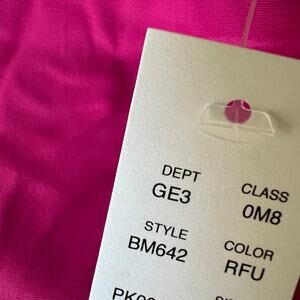 DEPT CLASS
GE3 0M8
STYLE COLOR
BM642 RFU